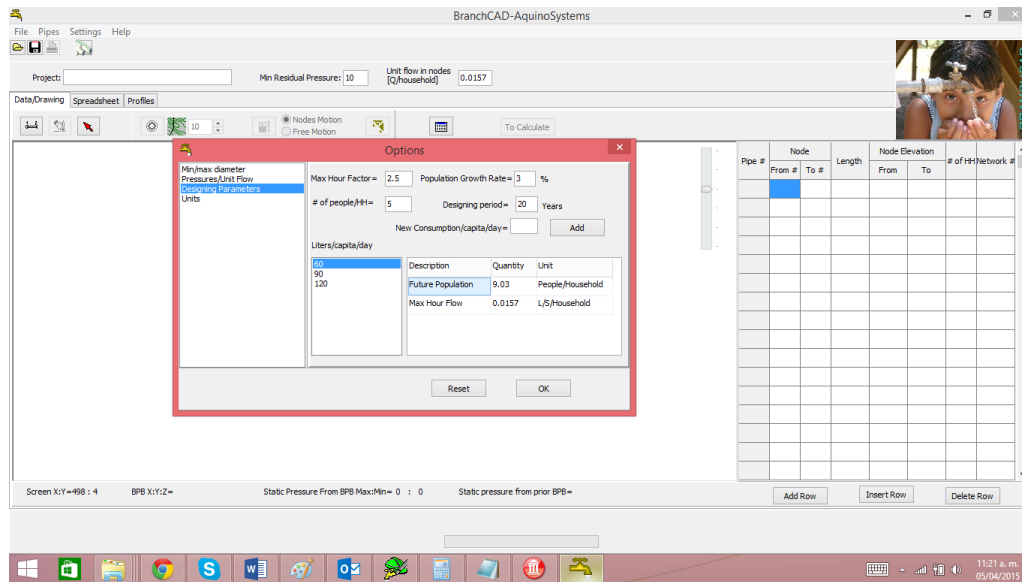 BranchCAD-AquinoSystems
File Pipes Settings Help
Project:
Min Residual Pressure: 10
Unit flow in nodes
[Q/household] 0.0157
Data/Drawing Spreadsheet Profiles
10
Nodes Motion
Free Motion
To Calculate
Options
Min/max diameter
Pressures/Unit Flow
Designing Parameters
Units
Max Hour Factor= 2.5 Population Growth Rate= 3 %
# of people/HH= 5 Designing period= 20 Years
New Consumption/capita/day= Add
Liters/capita/day
60
90
120
Description Quantity Unit
Future Population 9.03 People/Household
Max Hour Flow 0.0157 L/S/Household
Reset OK
Pipe # Node Length Node Elevation # of HH Network #
From # To # From To
Screen X:Y=498 : 4 BPB X:Y:Z= Static Pressure From BPB Max:Min= 0 : 0 Static pressure from prior BPB=
Add Row Insert Row Delete Row
11:21 a. m.
05/04/2015